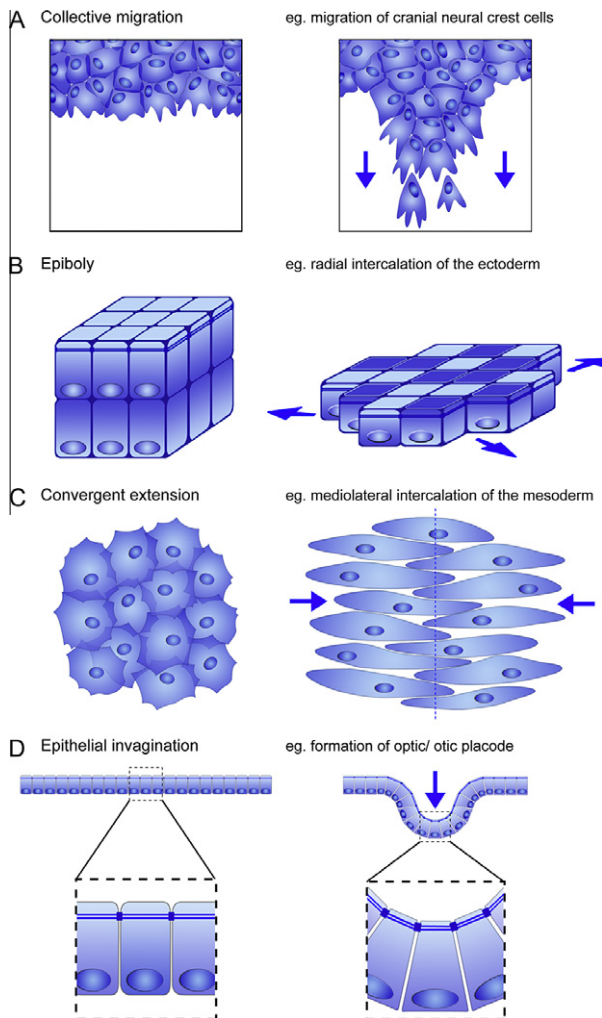 A Collective migration
eg. migration of cranial neural crest cells
B Epiboly
eg. radial intercalation of the ectoderm
C Convergent extension
eg. mediolateral intercalation of the mesoderm
D Epithelial invagination
eg. formation of optic/ otic placode